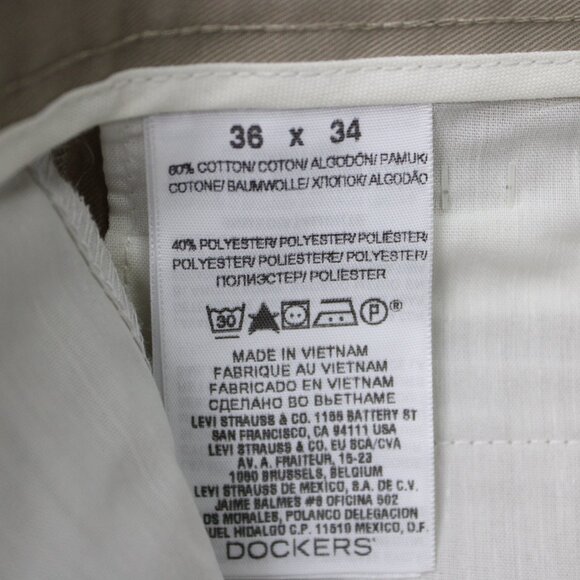 36 x 34
60% COTTON/ COTON/ ALGODÓN/ PAMUK/
COTONE/ BAUMWOLLE/ ХЛОПОК/ ALGODÃO
40% POLYESTER/ POLYESTER/ POLIÉSTER/
POLYESTER/ POLIESTERE/ POLYESTER/
ПОЛИЭСТЕР/ POLIÉSTER
30 P ®
MADE IN VIETNAM
FABRIQUE AU VIETNAM
FABRICADO EN VIETNAM
СДЕЛАНО ВО ВЬЕТНАМЕ
LEVI STRAUSS & CO. 1155 BATTERY ST
SAN FRANCISCO, CA 94111 USA
LEVI STRAUSS & CO. EU SCA/CVA
AV. A. FRAITEUR, 15-23
1050 BRUSSELS, BELGIUM
LEVI STRAUSS DE MEXICO, S.A. DE C.V.
JAIME BALMES #8 OFICINA 502
OS MORALES, POLANCO DELEGACION
UEL HIDALGO C.P. 11510 MEXICO, D.F.
DOCKERS®